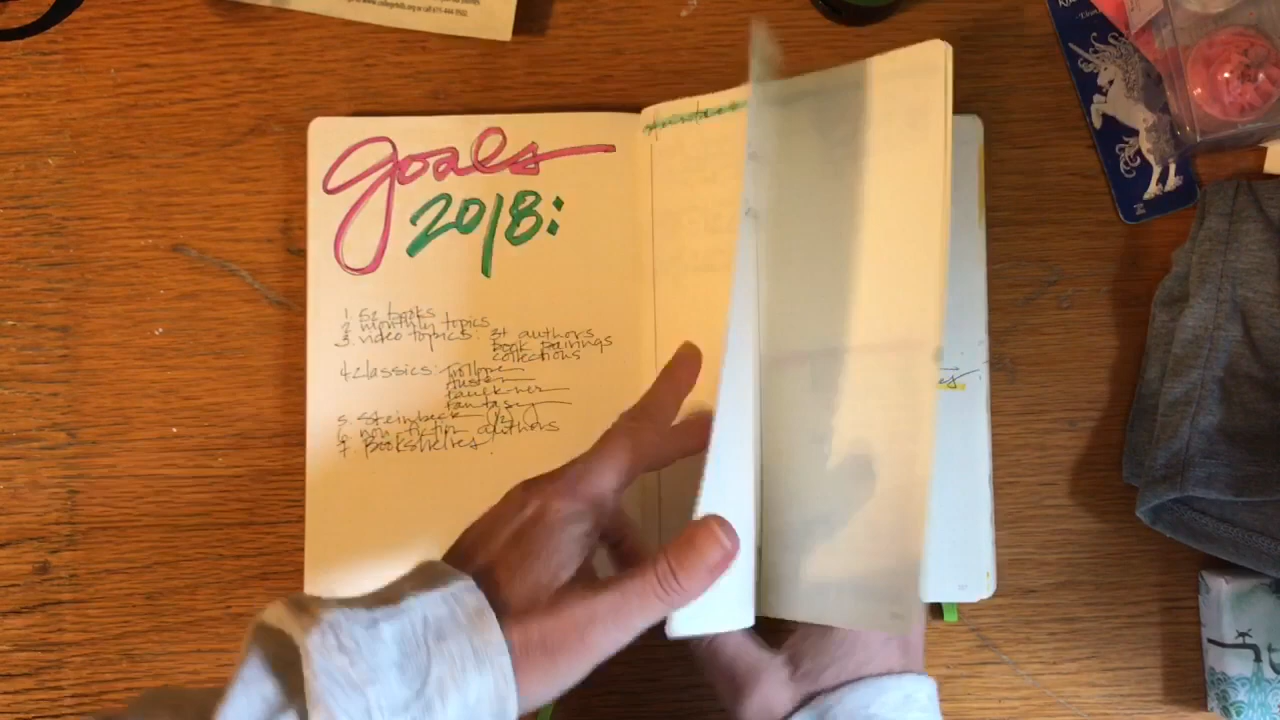 goals
2018:
1. 52 books
2 monthly topics
3. video topics: 3+ authors
book pairings
collections
4 classics: Trollope
Austen
Faulkner
Fantasy
5. Steinbeck (12)
6. non fiction authors
7. Bookshelves!